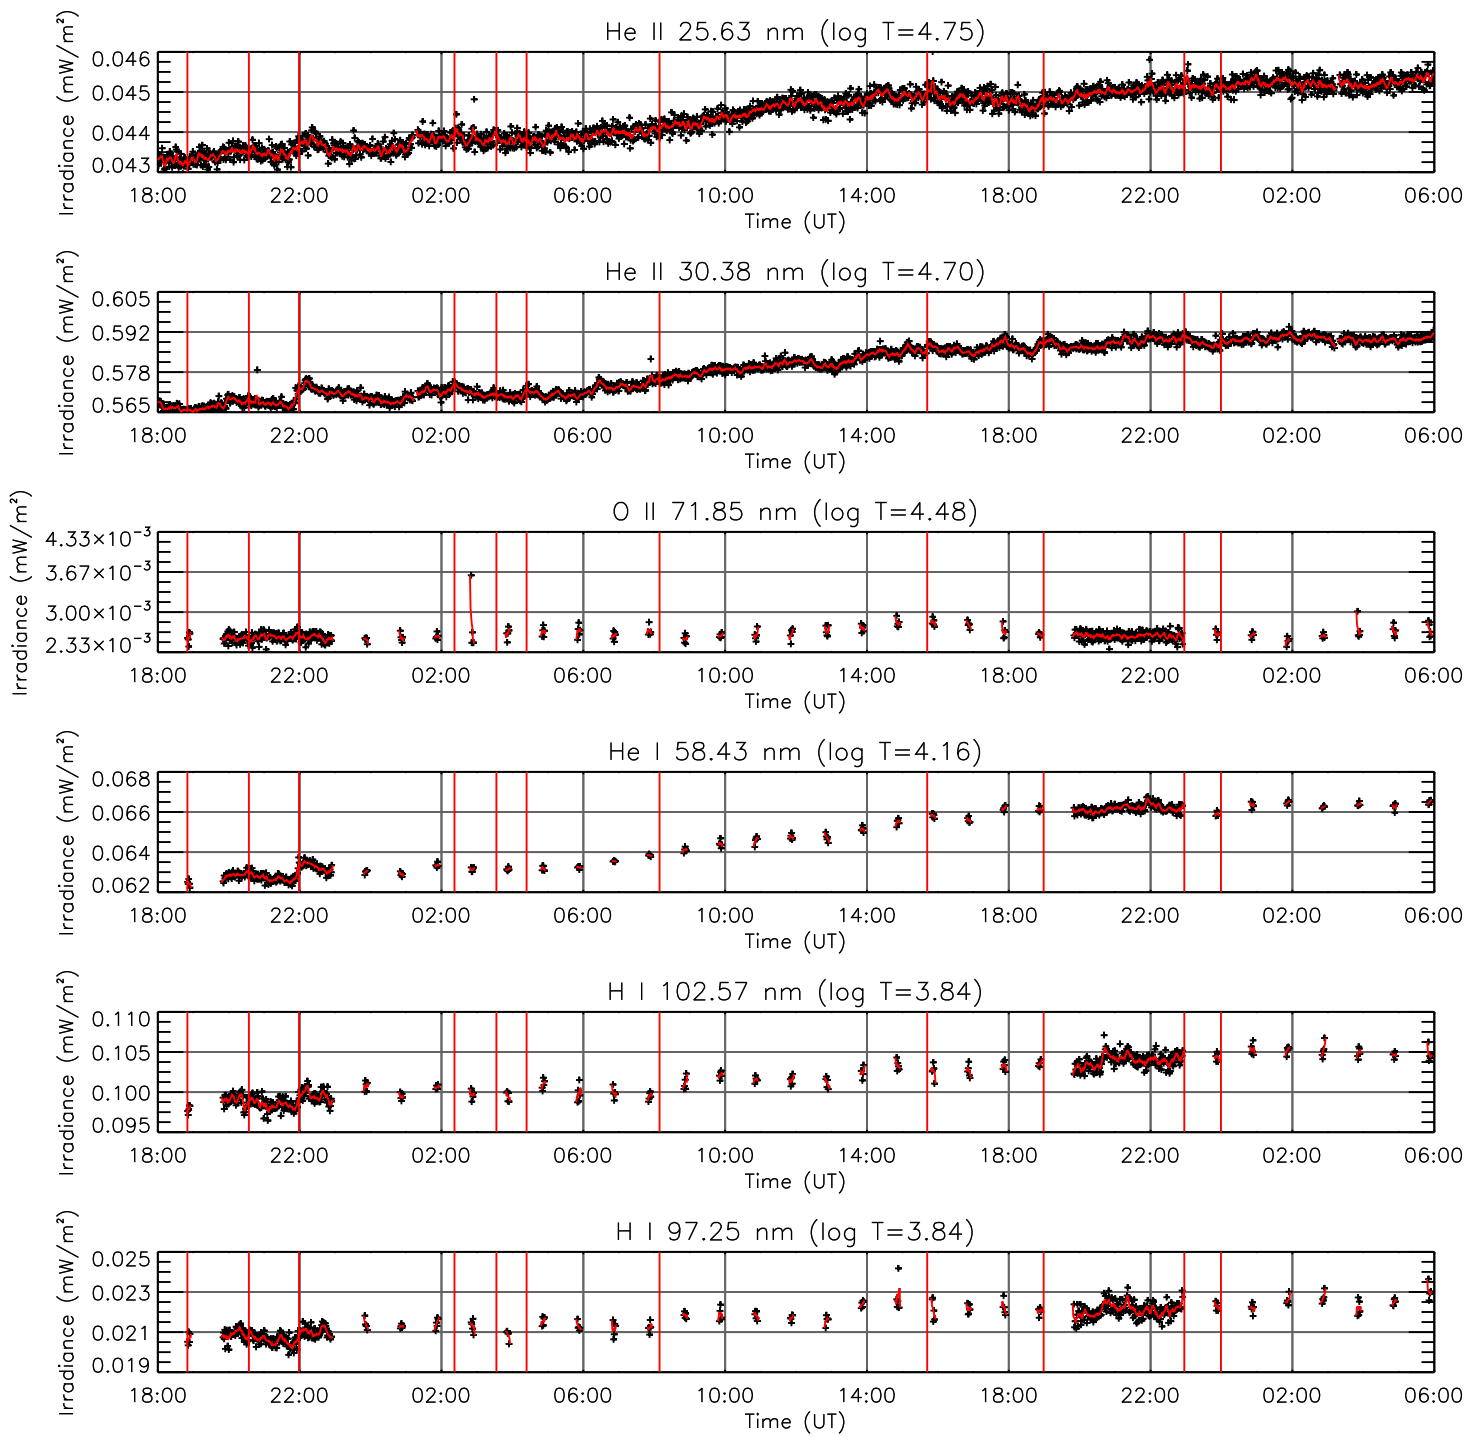 He II 25.63 nm (log T=4.75)
Irradiance (mW/m²)
0.046
0.045
0.044
0.043
18:00 22:00 02:00 06:00 10:00 14:00 18:00 22:00 02:00 06:00
Time (UT)
He II 30.38 nm (log T=4.70)
Irradiance (mW/m²)
0.605
0.592
0.578
0.565
18:00 22:00 02:00 06:00 10:00 14:00 18:00 22:00 02:00 06:00
Time (UT)
O II 71.85 nm (log T=4.48)
Irradiance (mW/m²)
4.33×10⁻³
3.67×10⁻³
3.00×10⁻³
2.33×10⁻³
18:00 22:00 02:00 06:00 10:00 14:00 18:00 22:00 02:00 06:00
Time (UT)
He I 58.43 nm (log T=4.16)
Irradiance (mW/m²)
0.068
0.066
0.064
0.062
18:00 22:00 02:00 06:00 10:00 14:00 18:00 22:00 02:00 06:00
Time (UT)
H I 102.57 nm (log T=3.84)
Irradiance (mW/m²)
0.110
0.105
0.100
0.095
18:00 22:00 02:00 06:00 10:00 14:00 18:00 22:00 02:00 06:00
Time (UT)
H I 97.25 nm (log T=3.84)
Irradiance (mW/m²)
0.025
0.023
0.021
0.019
18:00 22:00 02:00 06:00 10:00 14:00 18:00 22:00 02:00 06:00
Time (UT)